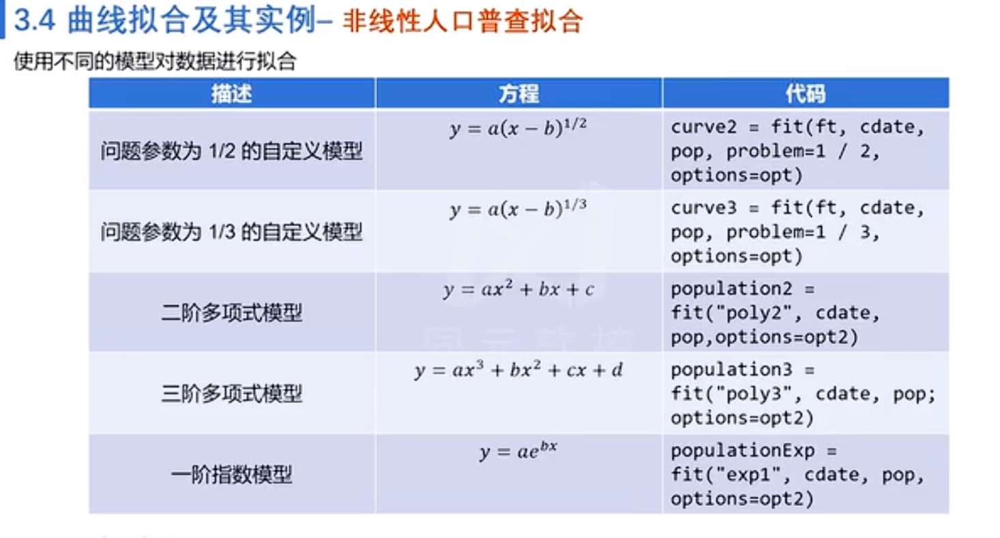 3.4 曲线拟合及其实例– 非线性人口普查拟合
使用不同的模型对数据进行拟合
描述 方程 代码
问题参数为 1/2 的自定义模型
y = a(x − b)^{1/2}
curve2 = fit(ft, cdate,
pop, problem=1 / 2,
options=opt)
问题参数为 1/3 的自定义模型
y = a(x − b)^{1/3}
curve3 = fit(ft, cdate,
pop, problem=1 / 3,
options=opt)
二阶多项式模型
y = ax² + bx + c
population2 =
fit("poly2", cdate,
pop,options=opt2)
三阶多项式模型
y = ax³ + bx² + cx + d
population3 =
fit("poly3", cdate, pop;
options=opt2)
一阶指数模型
y = ae^{bx}
populationExp =
fit("exp1", cdate, pop,
options=opt2)
同元软控